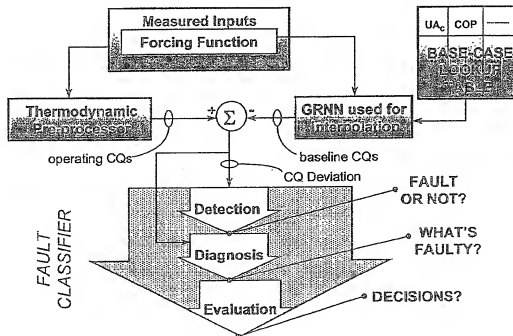 Measured Inputs
Forcing Function
UAc COP
BASE-CASE
LOOKUP
TABLE
Thermodynamic
Pre-processor
+ Σ -
GRNN used for
Interpolation
operating CQs
baseline CQs
CQ Deviation
FAULT
CLASSIFIER
Detection
FAULT
OR NOT?
Diagnosis
WHAT'S
FAULTY?
Evaluation
DECISIONS?